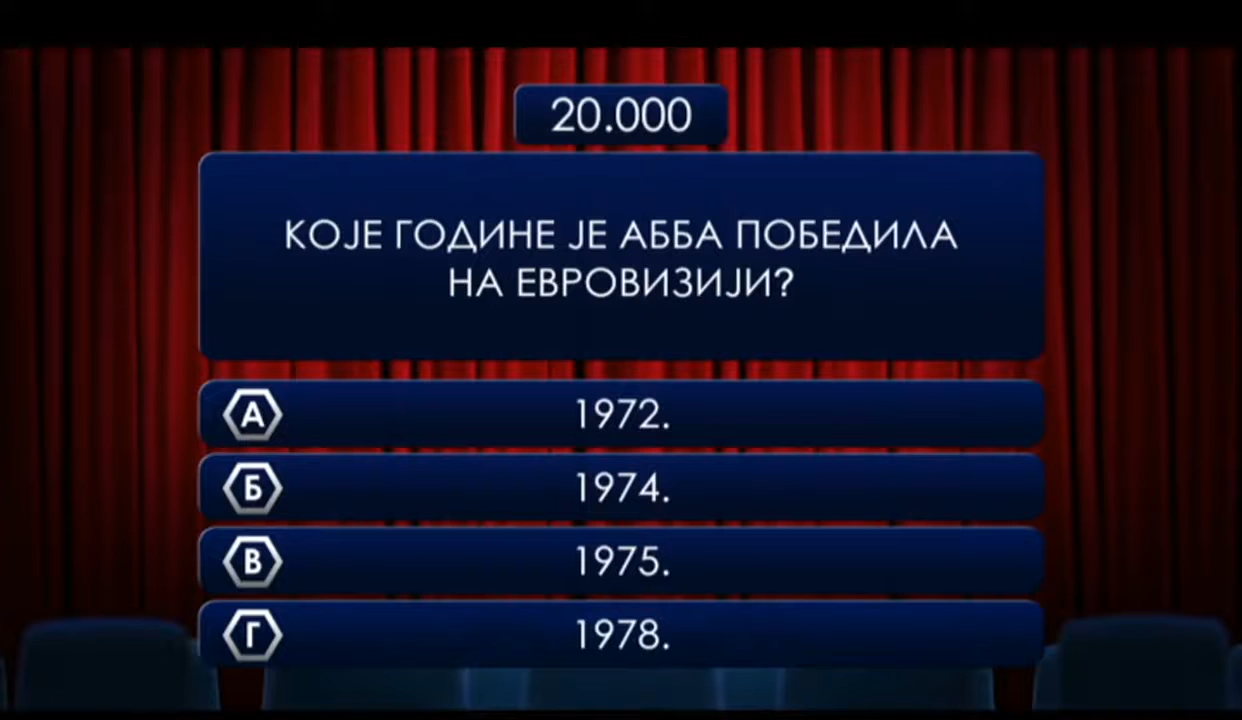 20.000
КОЈЕ ГОДИНЕ ЈЕ АББА ПОБЕДИЛА
НА ЕВРОВИЗИЈИ?
А 1972.
Б 1974.
В 1975.
Г 1978.